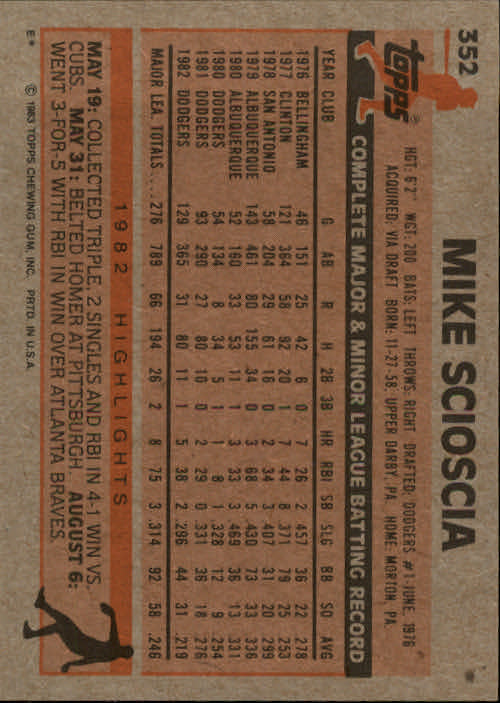 352
topps®
MIKE SCIOSCIA
HGT: 6'2" WGT: 200 BATS: LEFT THROWS: RIGHT DRAFTED: DODGERS #1-JUNE, 1976
ACQUIRED: VIA DRAFT BORN: 11-27-58, UPPER DARBY, PA. HOME: MORTON, PA.
COMPLETE MAJOR & MINOR LEAGUE BATTING RECORD
YEAR CLUB G AB R H 2B 3B HR RBI SB SLG BB SO AVG
1976 BELLINGHAM 46 151 25 42 6 0 7 26 2 .457 36 22 .278
1977 CLINTON 121 364 58 92 20 1 7 44 8 .371 79 25 .253
1978 SAN ANTONIO 58 204 29 61 16 0 2 34 3 .407 31 20 .299
1979 ALBUQUERQUE 143 461 80 155 34 0 3 68 5 .430 73 33 .336
1980 ALBUQUERQUE 52 160 33 53 11 1 3 33 3 .469 36 13 .331
1980 DODGERS 54 134 8 34 5 1 1 8 1 .328 12 9 .254
1981 DODGERS 93 290 27 80 10 0 2 29 0 .331 36 18 .276
1982 DODGERS 129 365 31 80 11 1 5 38 2 .296 44 31 .219
MAJOR LEA. TOTALS.... 276 789 66 194 26 2 8 75 3 .314 92 58 .246
1982 HIGHLIGHTS
MAY 19: COLLECTED TRIPLE, 2 SINGLES AND RBI IN 4-1 WIN VS.
CUBS. MAY 31: BELTED HOMER AT PITTSBURGH. AUGUST 6:
WENT 3-FOR-5 WITH RBI IN WIN OVER ATLANTA BRAVES.
E* © 1983 TOPPS CHEWING GUM, INC. PRTD. IN U.S.A.